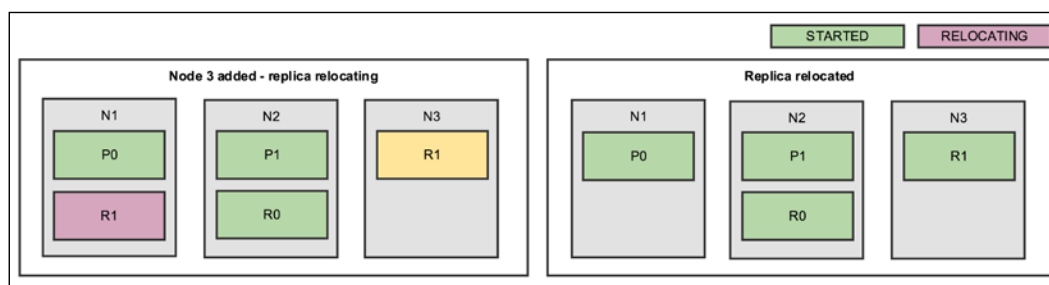 STARTED RELOCATING
Node 3 added - replica relocating
N1 N2 N3
P0 P1 R1
R1 R0
Replica relocated
N1 N2 N3
P0 P1 R1
R0